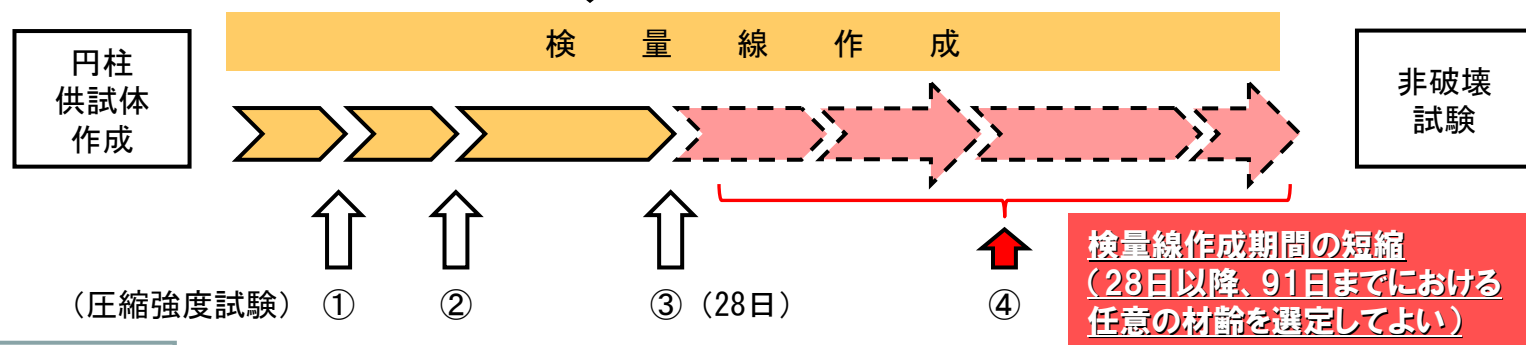 検量線作成
円柱
供試体
作成
非破壊
試験
検量線作成期間の短縮
（28日以降、91日までにおける
任意の材齢を選定してよい）
（圧縮強度試験） ① ② ③（28日） ④